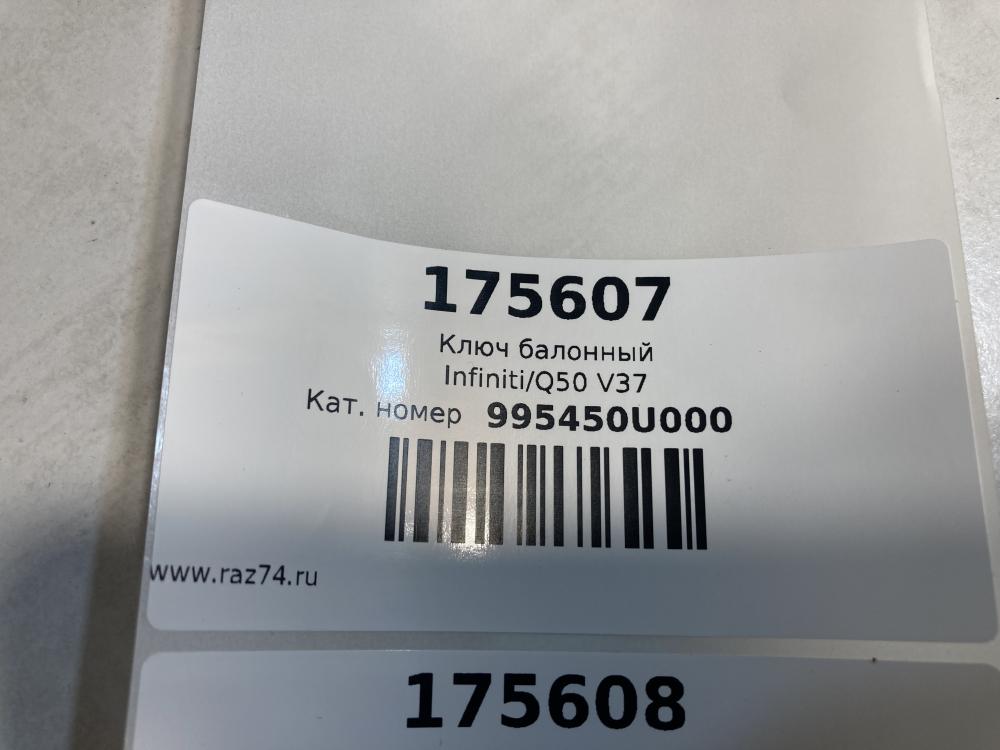 175607
Ключ балонный
Infiniti/Q50 V37
Кат. номер 995450U000
www.raz74.ru
175608